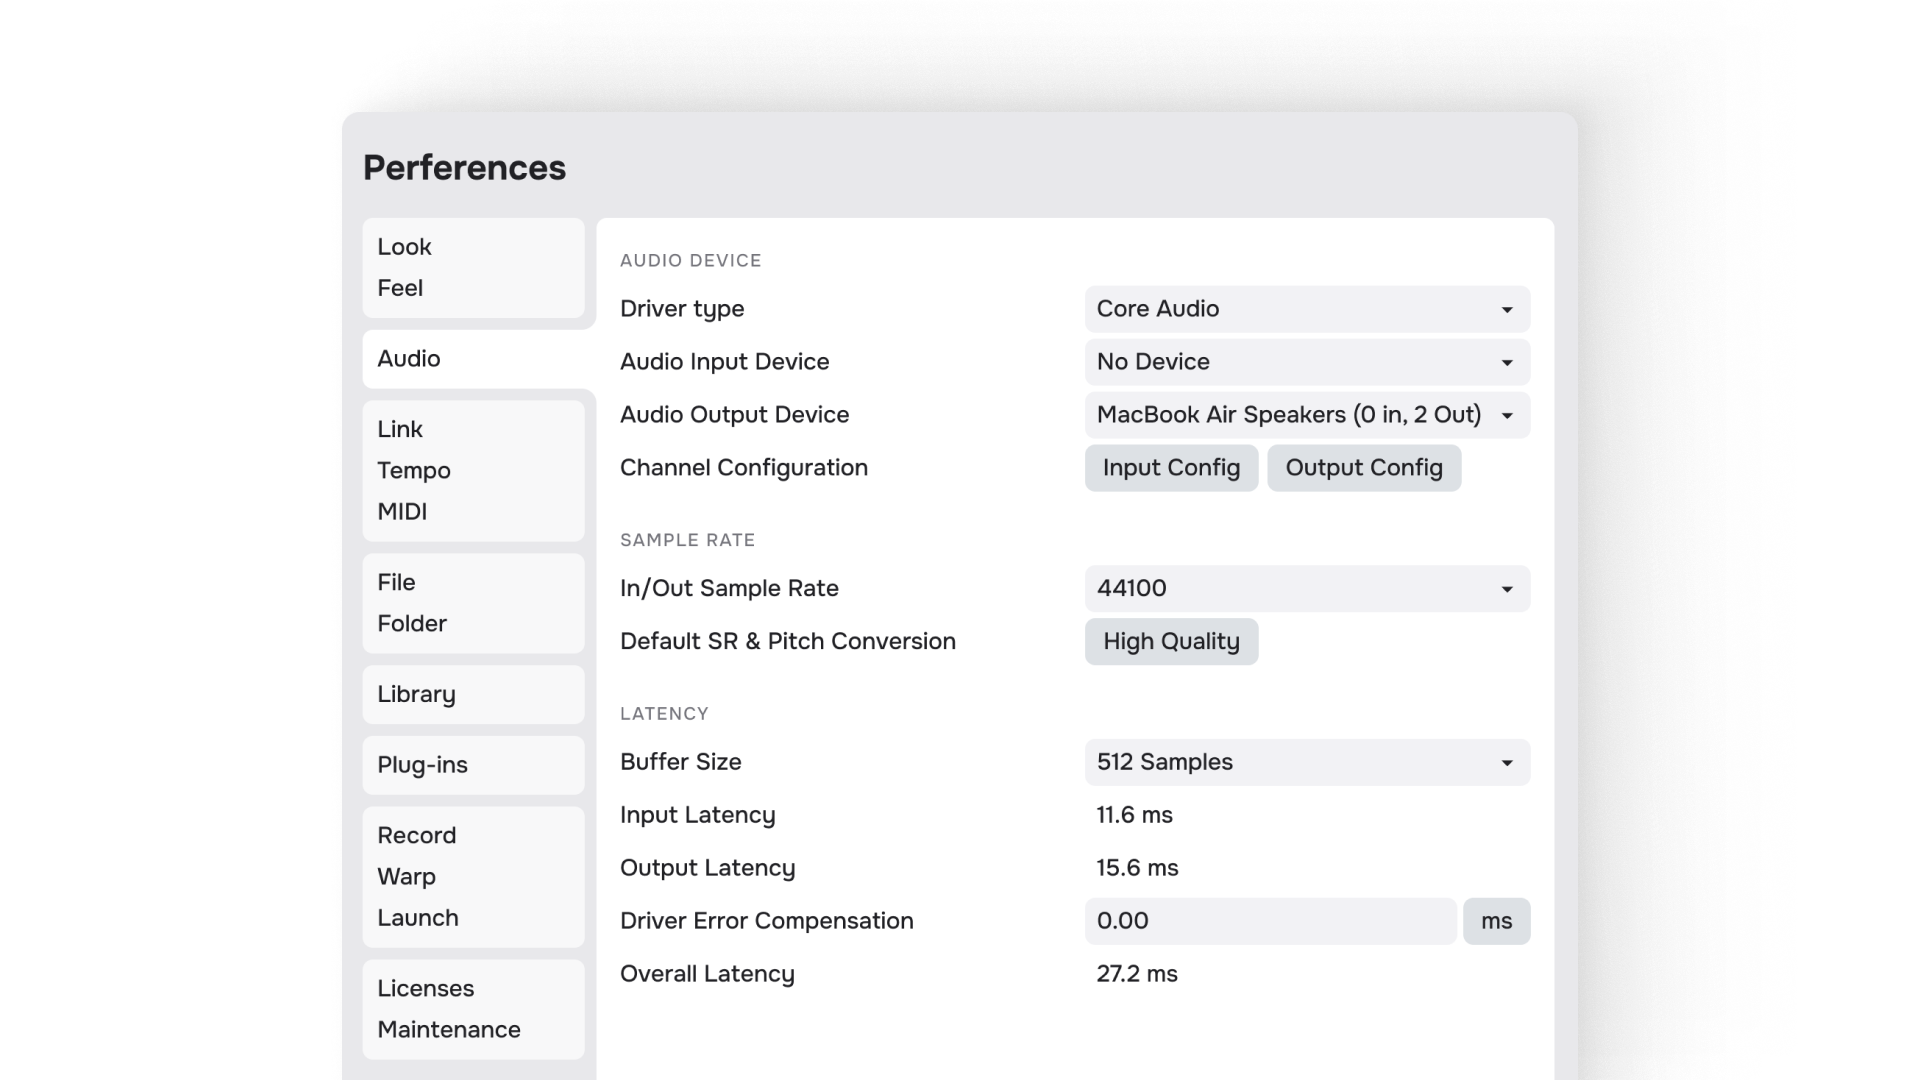 Perferences
Look
Feel
Audio
Link
Tempo
MIDI
File
Folder
Library
Plug-ins
Record
Warp
Launch
Licenses
Maintenance
AUDIO DEVICE
Driver type Core Audio
Audio Input Device No Device
Audio Output Device MacBook Air Speakers (0 in, 2 Out)
Channel Configuration Input Config Output Config
SAMPLE RATE
In/Out Sample Rate 44100
Default SR & Pitch Conversion High Quality
LATENCY
Buffer Size 512 Samples
Input Latency 11.6 ms
Output Latency 15.6 ms
Driver Error Compensation 0.00 ms
Overall Latency 27.2 ms